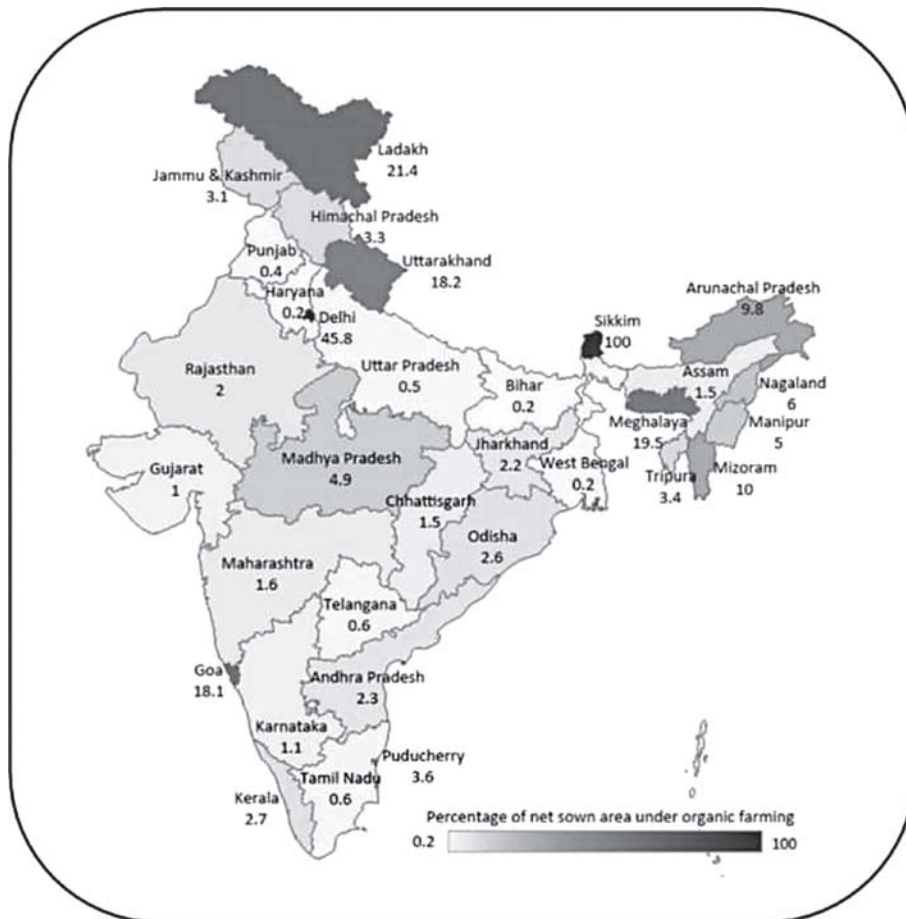 Ladakh
21.4
Jammu & Kashmir
3.1
Himachal Pradesh
3.3
Punjab
0.4
Uttarakhand
18.2
Haryana
0.2
Delhi
45.8
Arunachal Pradesh
9.8
Sikkim
100
Rajasthan
2
Uttar Pradesh
0.5
Bihar
0.2
Assam
1.5
Nagaland
6
Meghalaya
19.5
Manipur
5
Tripura
3.4
Mizoram
10
Gujarat
1
Madhya Pradesh
4.9
Jharkhand
2.2
West Bengal
0.2
Chhattisgarh
1.5
Odisha
2.6
Maharashtra
1.6
Telangana
0.6
Goa
18.1
Andhra Pradesh
2.3
Karnataka
1.1
Puducherry
3.6
Tamil Nadu
0.6
Kerala
2.7
Percentage of net sown area under organic farming
0.2 100